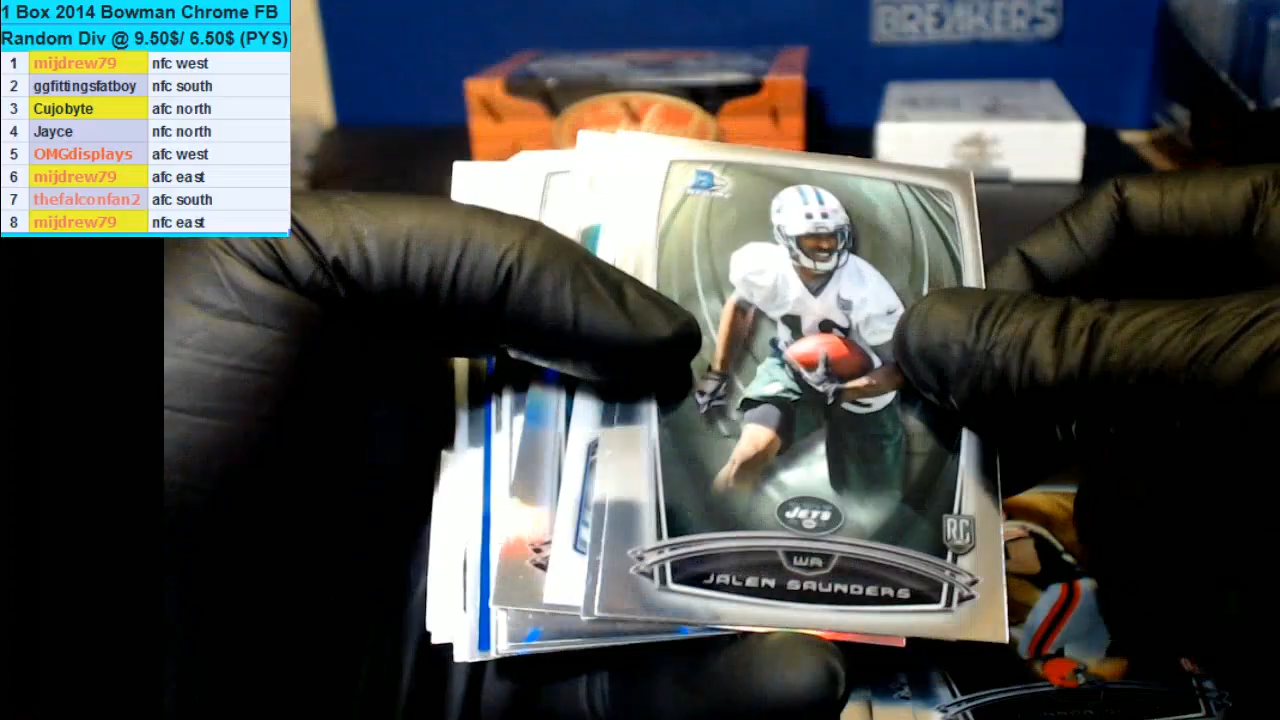 1 Box 2014 Bowman Chrome FB
Random Div @ 9.50$/ 6.50$ (PYS)
1 mijdrew79 nfc west
2 ggfittingsfatboy nfc south
3 Cujobyte afc north
4 Jayce nfc north
5 OMGdisplays afc west
6 mijdrew79 afc east
7 thefalconfan2 afc south
8 mijdrew79 nfc east
BREAKERS
B
JETS
RC
WR
JALEN SAUNDERS